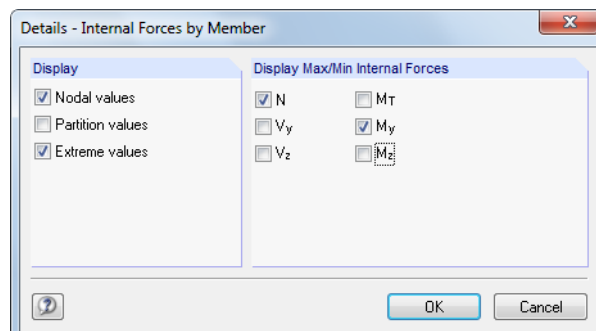 Details - Internal Forces by Member
Display
Nodal values
Partition values
Extreme values
Display Max/Min Internal Forces
N
MT
Vy
My
Vz
Mz
OK
Cancel